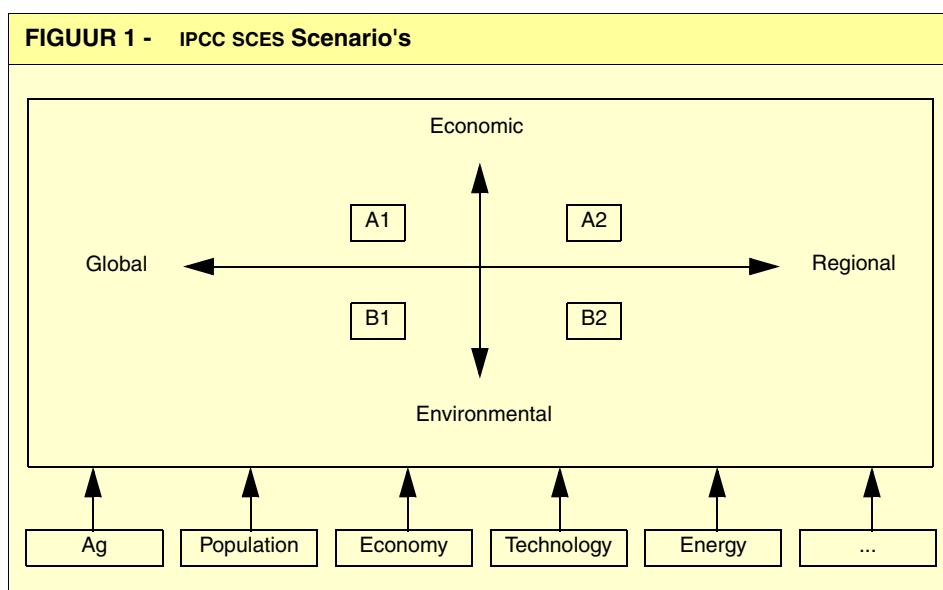 FIGUUR 1 - IPCC SCES Scenario's
Economic
A1 A2
Global Regional
B1 B2
Environmental
Ag Population Economy Technology Energy ...